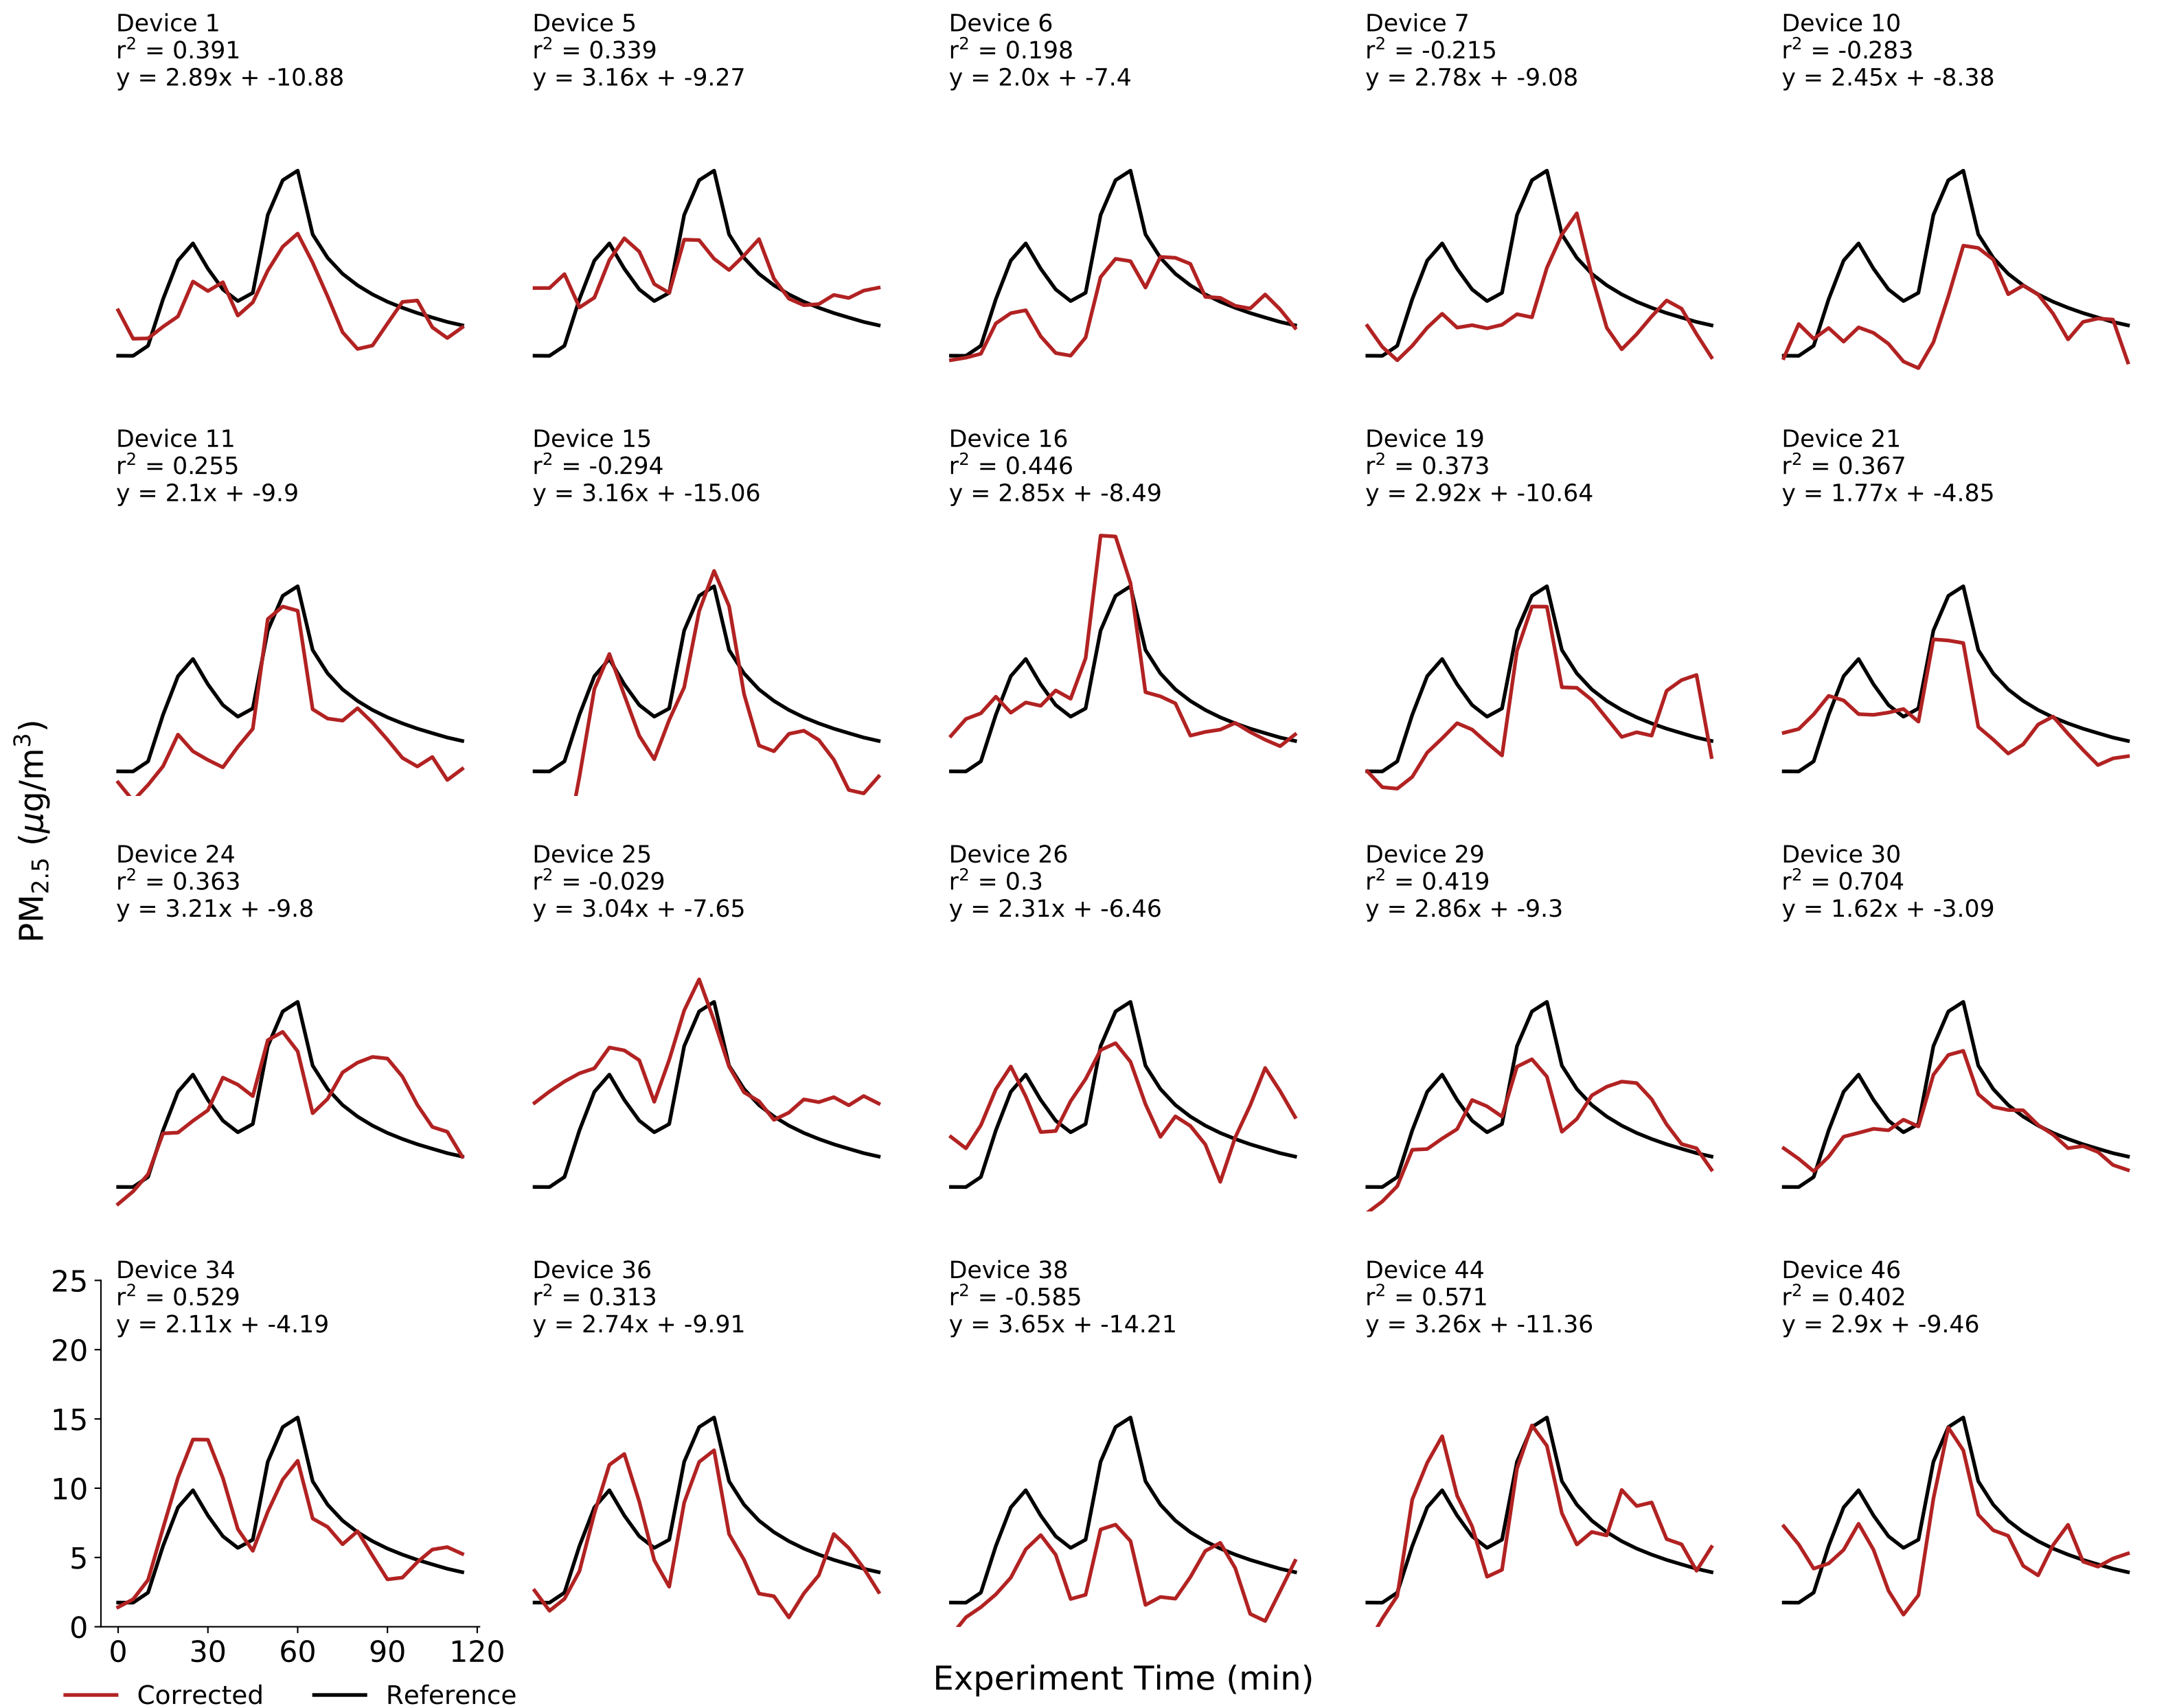 Device 1
r² = 0.391
y = 2.89x + -10.88
Device 5
r² = 0.339
y = 3.16x + -9.27
Device 6
r² = 0.198
y = 2.0x + -7.4
Device 7
r² = -0.215
y = 2.78x + -9.08
Device 10
r² = -0.283
y = 2.45x + -8.38
Device 11
r² = 0.255
y = 2.1x + -9.9
Device 15
r² = -0.294
y = 3.16x + -15.06
Device 16
r² = 0.446
y = 2.85x + -8.49
Device 19
r² = 0.373
y = 2.92x + -10.64
Device 21
r² = 0.367
y = 1.77x + -4.85
PM₂.₅ (μg/m³)
Device 24
r² = 0.363
y = 3.21x + -9.8
Device 25
r² = -0.029
y = 3.04x + -7.65
Device 26
r² = 0.3
y = 2.31x + -6.46
Device 29
r² = 0.419
y = 2.86x + -9.3
Device 30
r² = 0.704
y = 1.62x + -3.09
Device 34
r² = 0.529
y = 2.11x + -4.19
Device 36
r² = 0.313
y = 2.74x + -9.91
Device 38
r² = -0.585
y = 3.65x + -14.21
Device 44
r² = 0.571
y = 3.26x + -11.36
Device 46
r² = 0.402
y = 2.9x + -9.46
25
20
15
10
5
0
0 30 60 90 120
Experiment Time (min)
Corrected Reference